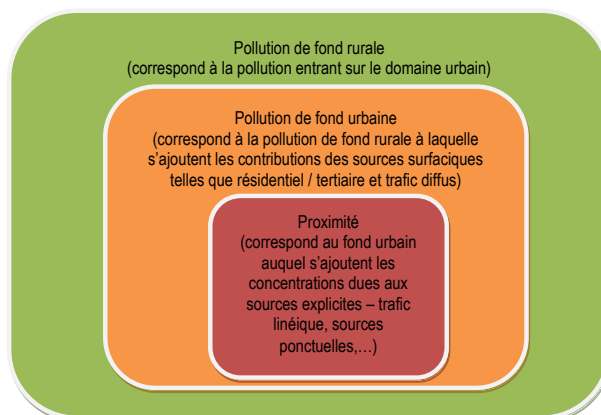 Pollution de fond rurale
(correspond à la pollution entrant sur le domaine urbain)
Pollution de fond urbaine
(correspond à la pollution de fond rurale à laquelle
s'ajoutent les contributions des sources surfaciques
telles que résidentiel / tertiaire et trafic diffus)
Proximité
(correspond au fond urbain
auquel s'ajoutent les
concentrations dues aux
sources explicites – trafic
linéique, sources
ponctuelles,…)